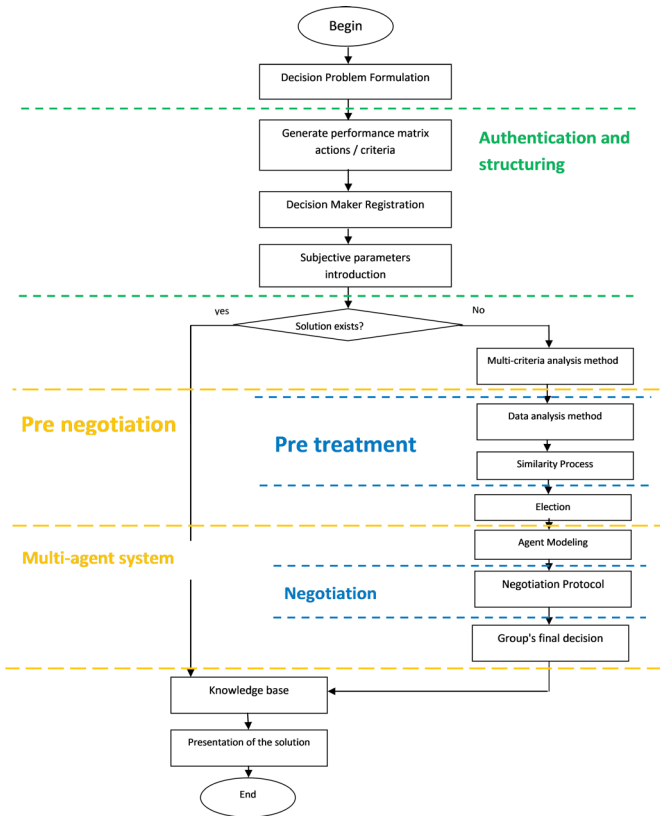 Begin
Decision Problem Formulation
Generate performance matrix
actions / criteria
Authentication and
structuring
Decision Maker Registration
Subjective parameters
introduction
yes
No
Solution exists?
Multi-criteria analysis method
Pre negotiation
Data analysis method
Pre treatment
Similarity Process
Election
Multi-agent system
Agent Modeling
Negotiation
Negotiation Protocol
Group's final decision
Knowledge base
Presentation of the solution
End